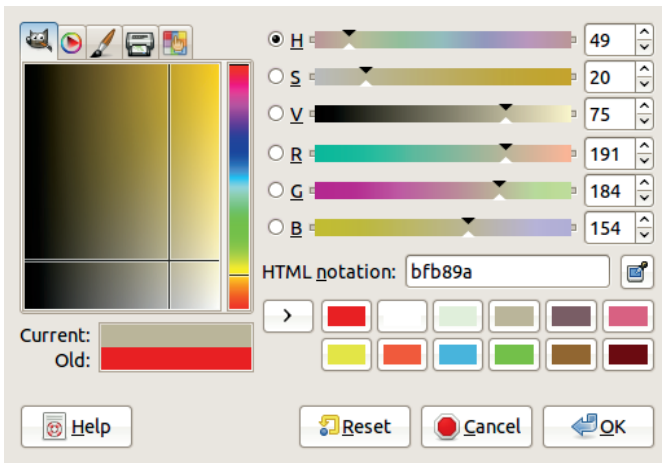 H 49
S 20
V 75
R 191
G 184
B 154
HTML notation: bfb89a
>
Current:
Old:
Help Reset Cancel OK